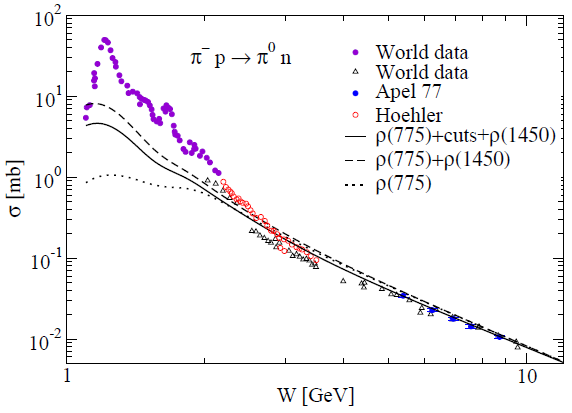 10²
π⁻ p → π⁰ n
World data
World data
Apel 77
Hoehler
ρ(775)+cuts+ρ(1450)
ρ(775)+ρ(1450)
ρ(775)
10¹
10⁰
10⁻¹
10⁻²
σ [mb]
1
10
W [GeV]